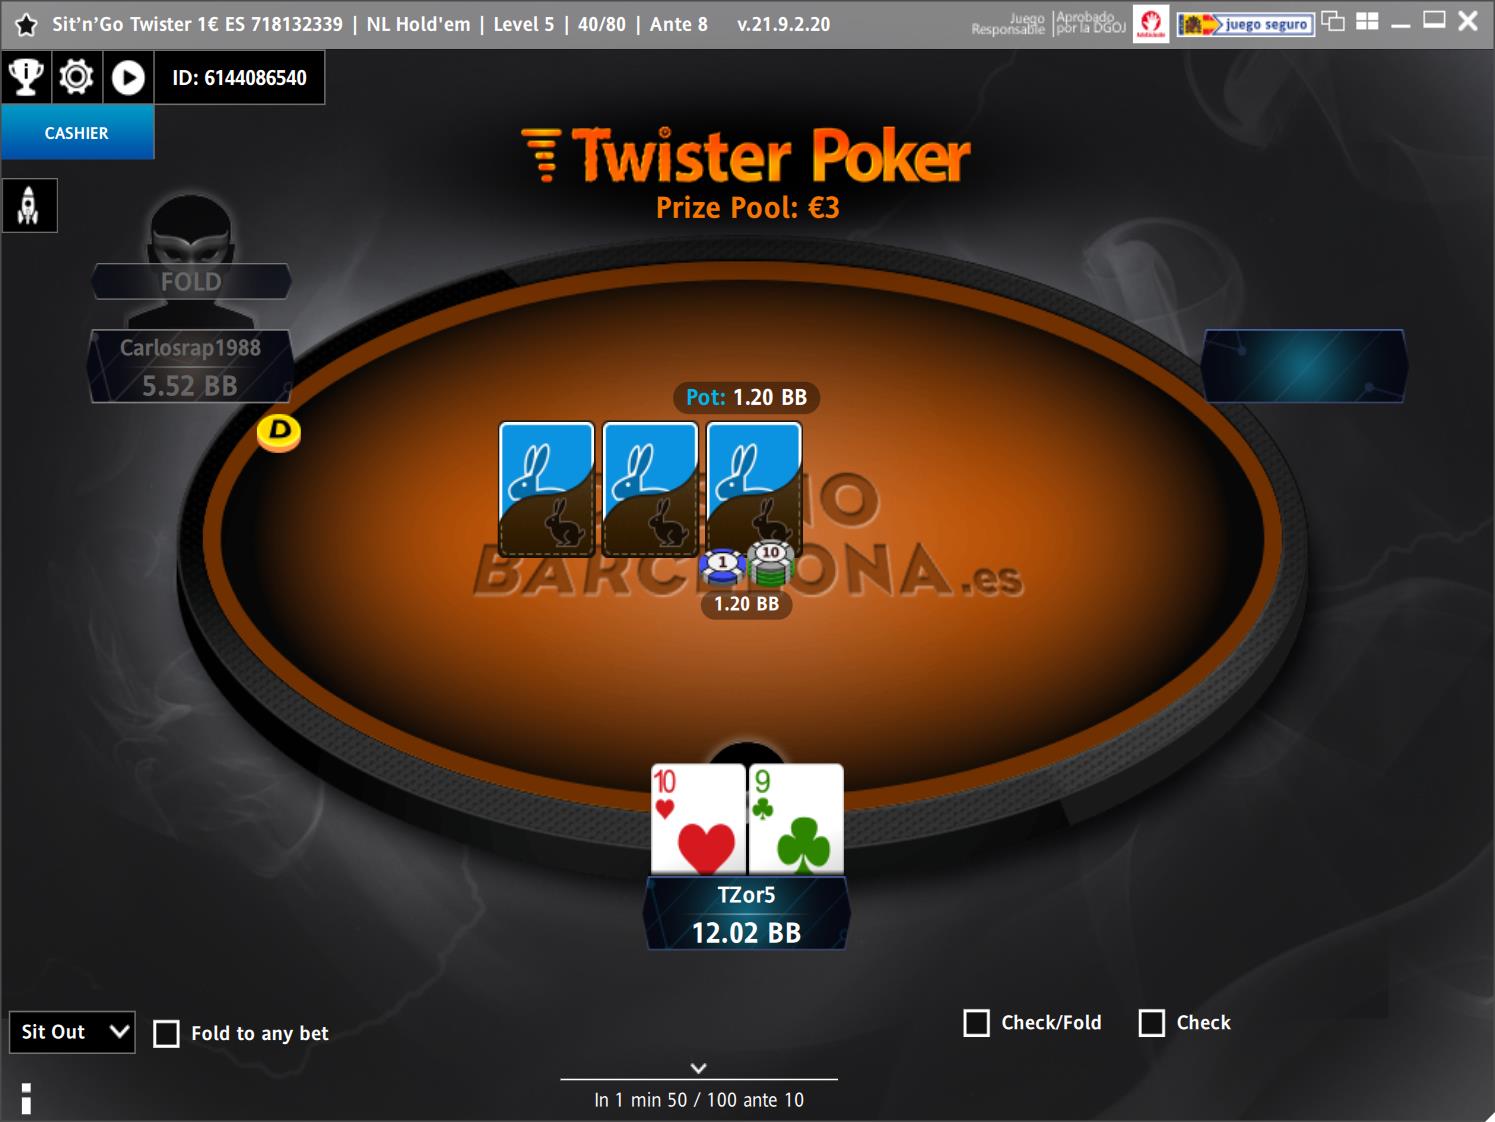 Sit'n'Go Twister 1€ ES 718132339 | NL Hold'em | Level 5 | 40/80 | Ante 8 v.21.9.2.20
Juego Responsable
Aprobado por la DGOJ
juego seguro
ID: 6144086540
CASHIER
Twister Poker
Prize Pool: €3
FOLD
Carlosrap1988
5.52 BB
D
Pot: 1.20 BB
BARCELONA.es
1
10
1.20 BB
10
9
TZor5
12.02 BB
Sit Out
Fold to any bet
Check/Fold
Check
In 1 min 50 / 100 ante 10